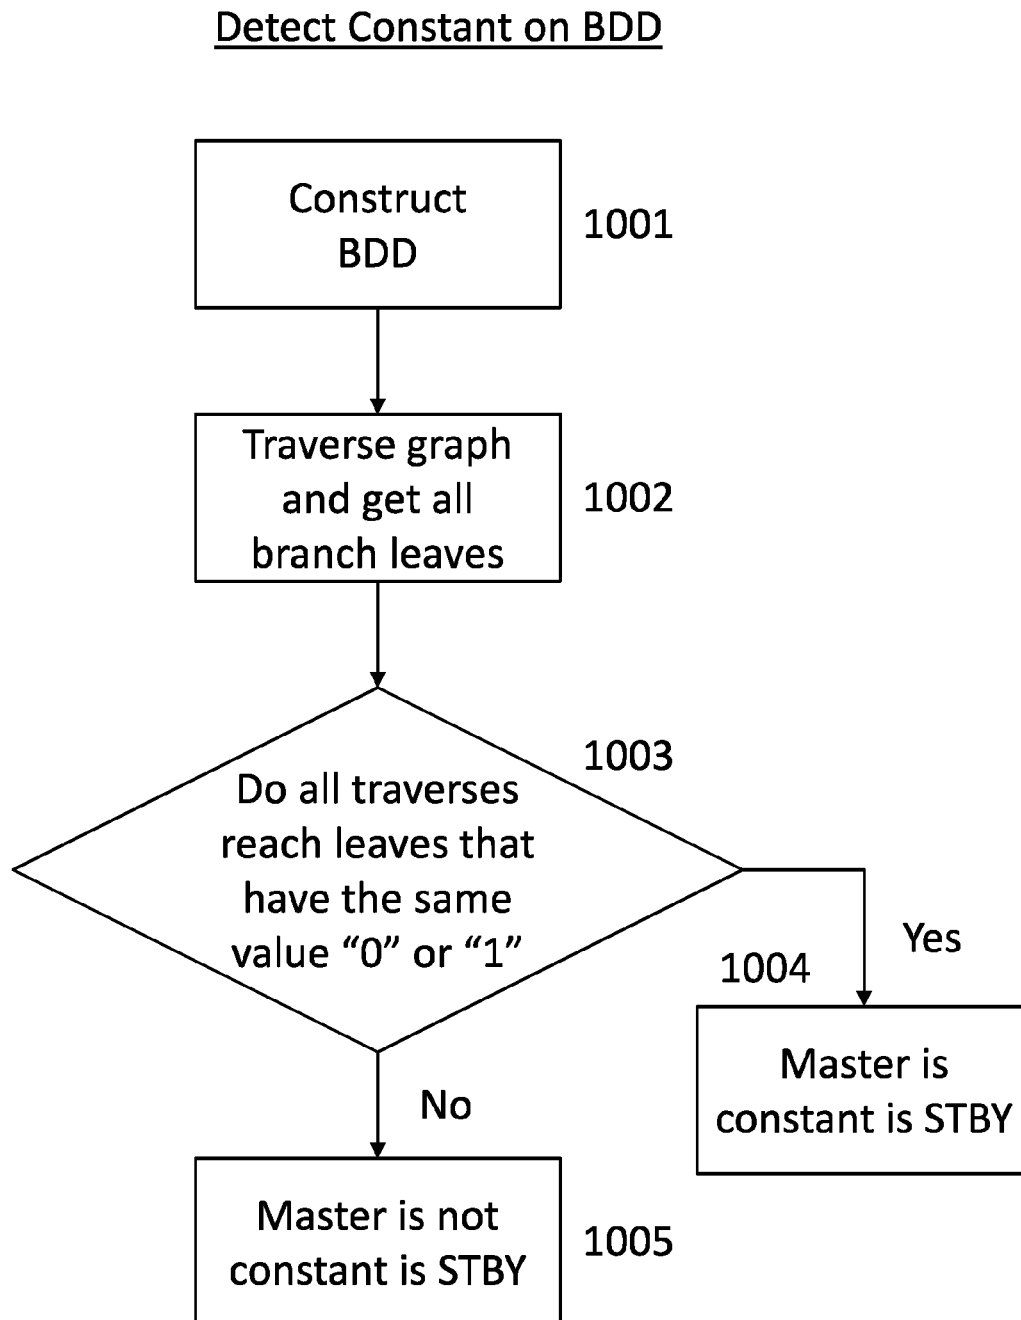 Detect Constant on BDD
Construct
BDD
1001
Traverse graph
and get all
branch leaves
1002
1003
Do all traverses
reach leaves that
have the same
value “0” or “1”
Yes
1004
Master is
constant is STBY
No
Master is not
constant is STBY
1005